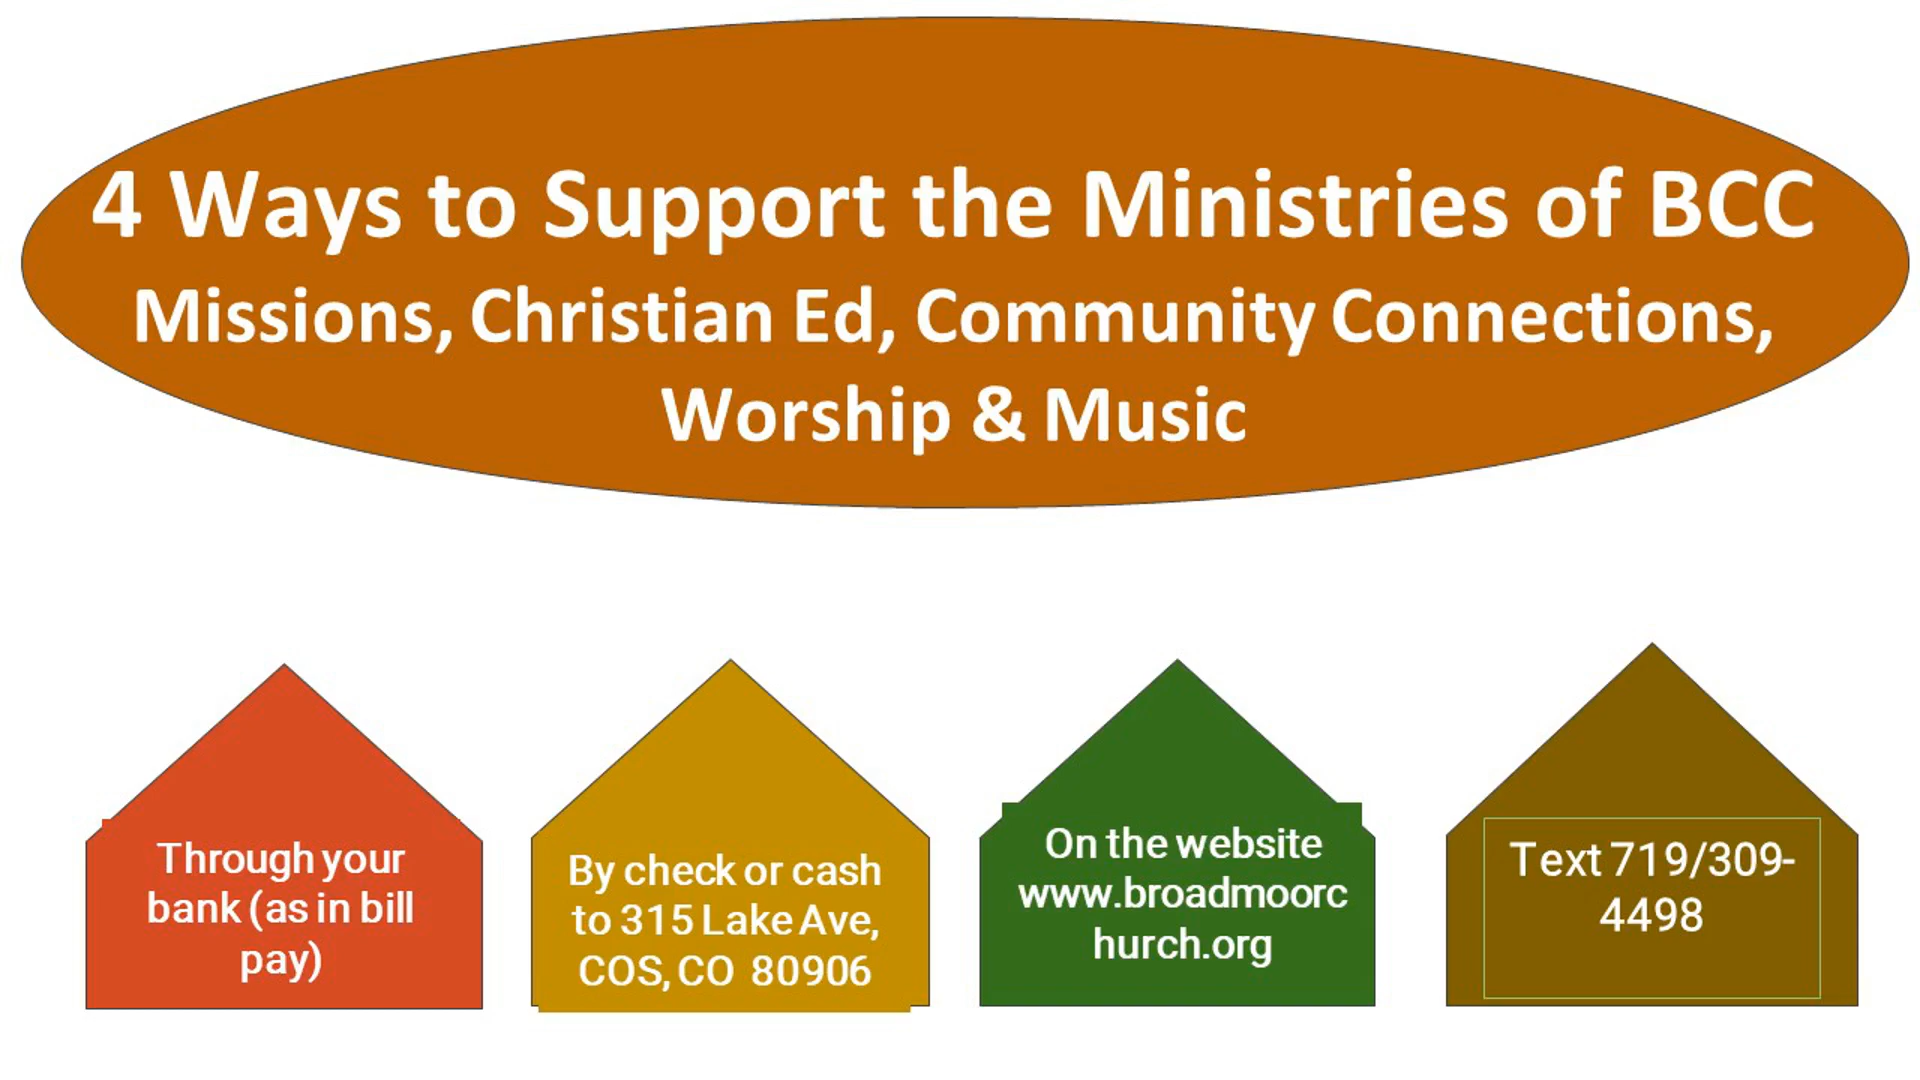 4 Ways to Support the Ministries of BCC
Missions, Christian Ed, Community Connections,
Worship & Music
Through your
bank (as in bill
pay)
By check or cash
to 315 Lake Ave,
COS, CO 80906
On the website
www.broadmoorc
hurch.org
Text 719/309-
4498